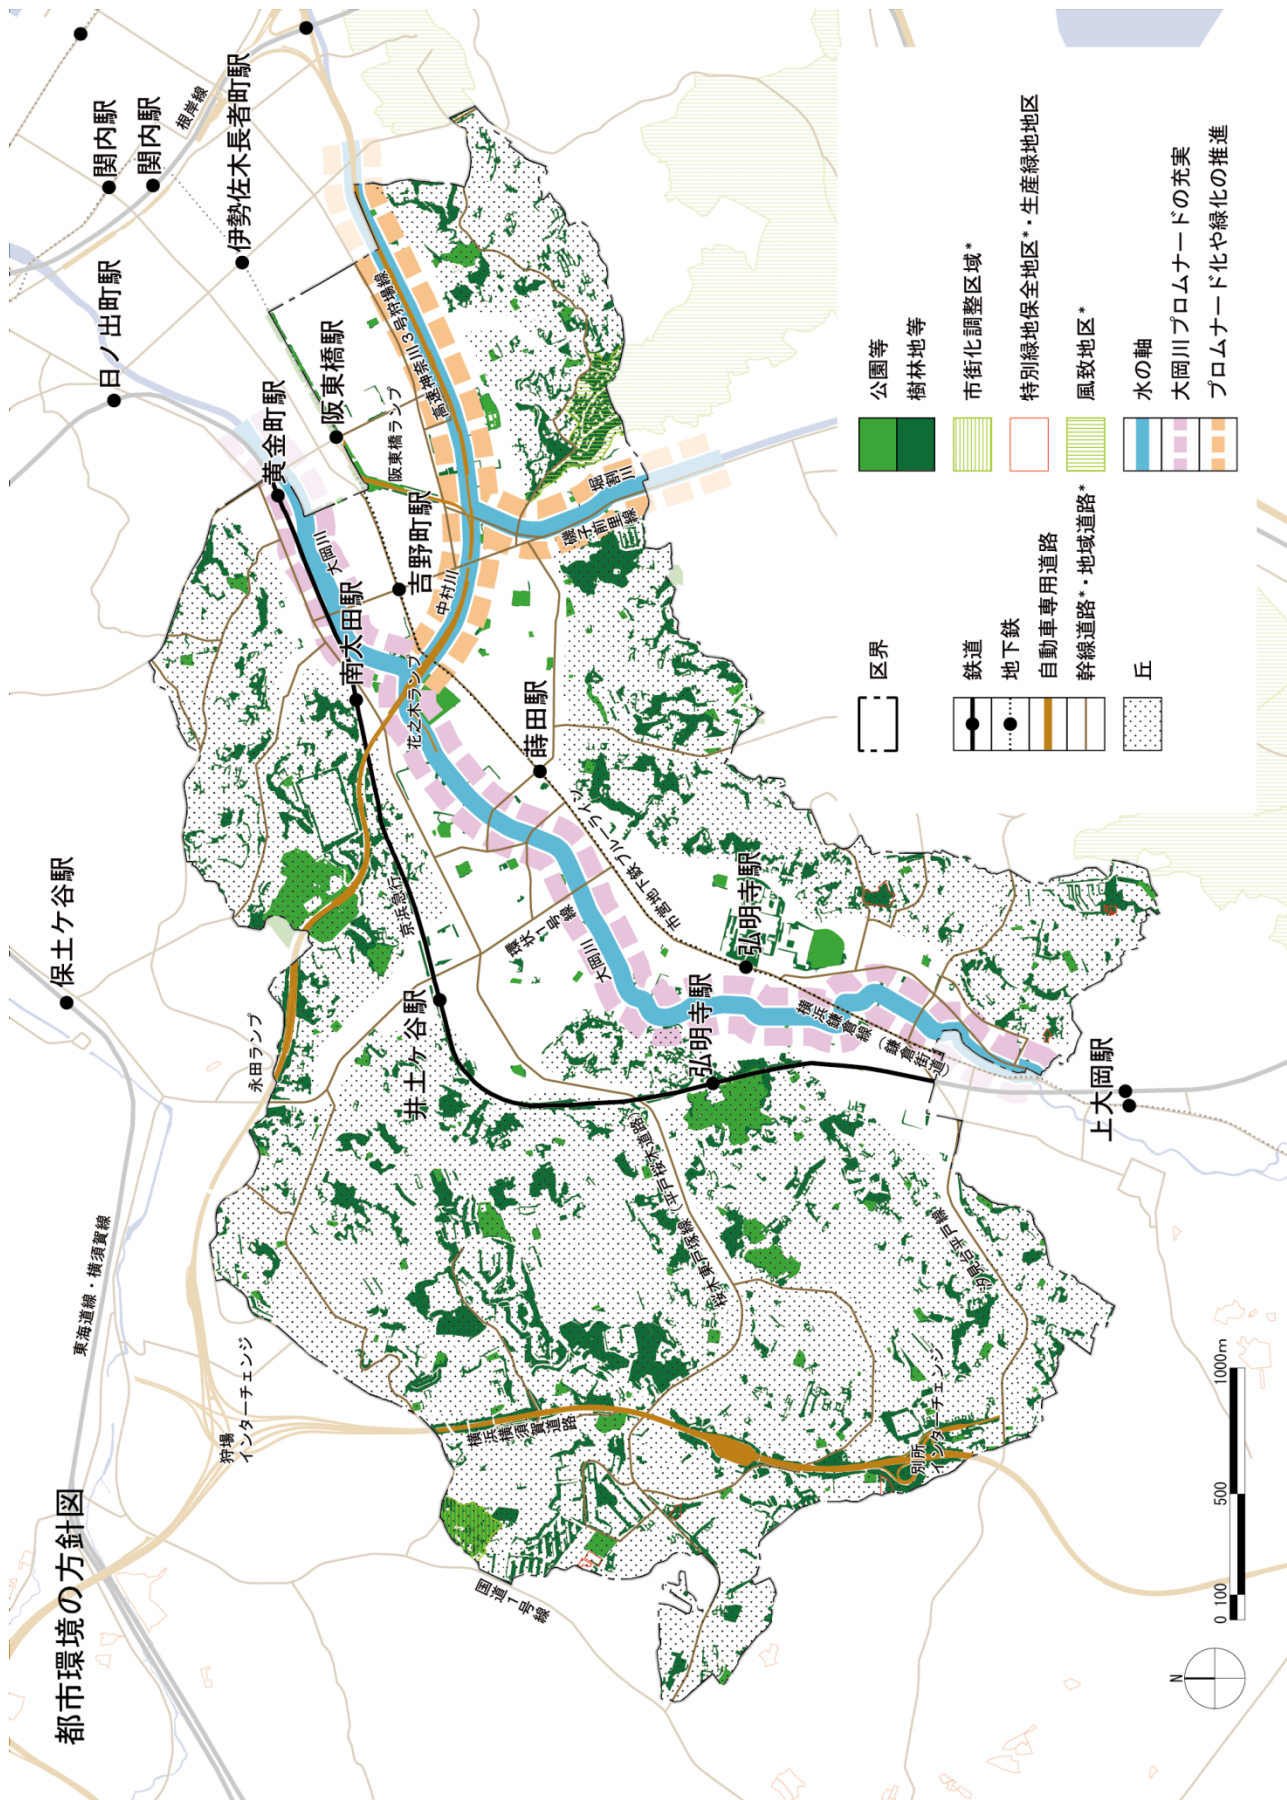 都市環境の方針図
東海道線・横須賀線
保土ケ谷駅
日ノ出町駅
関内駅
関内駅
根岸線
伊勢佐木長者町駅
狩場
インターチェンジ
永田ランプ
黄金町駅
阪東橋駅
大岡川
南太田駅
阪東橋ランプ
高速神奈川3号狩場線
吉野町駅
京浜急行
井土ケ谷駅
花之木ランプ
中村川
国道1号線
横浜横須賀道路
環状1号線
蒔田駅
大岡川
市営地下鉄ブルーライン
磯子前里線
堀割川
桜木東戸塚線(平戸桜木道路)
弘明寺駅
弘明寺駅
横浜鎌倉線
(鎌倉街道)
別所
インターチェンジ
汐見台平戸線
上大岡駅
公園等
樹林地等
市街化調整区域*
特別緑地保全地区*・生産緑地地区
風致地区*
水の軸
大岡川プロムナードの充実
プロムナード化や緑化の推進
区界
鉄道
地下鉄
自動車専用道路
幹線道路*・地域道路*
丘
N
0 100 500 1000m